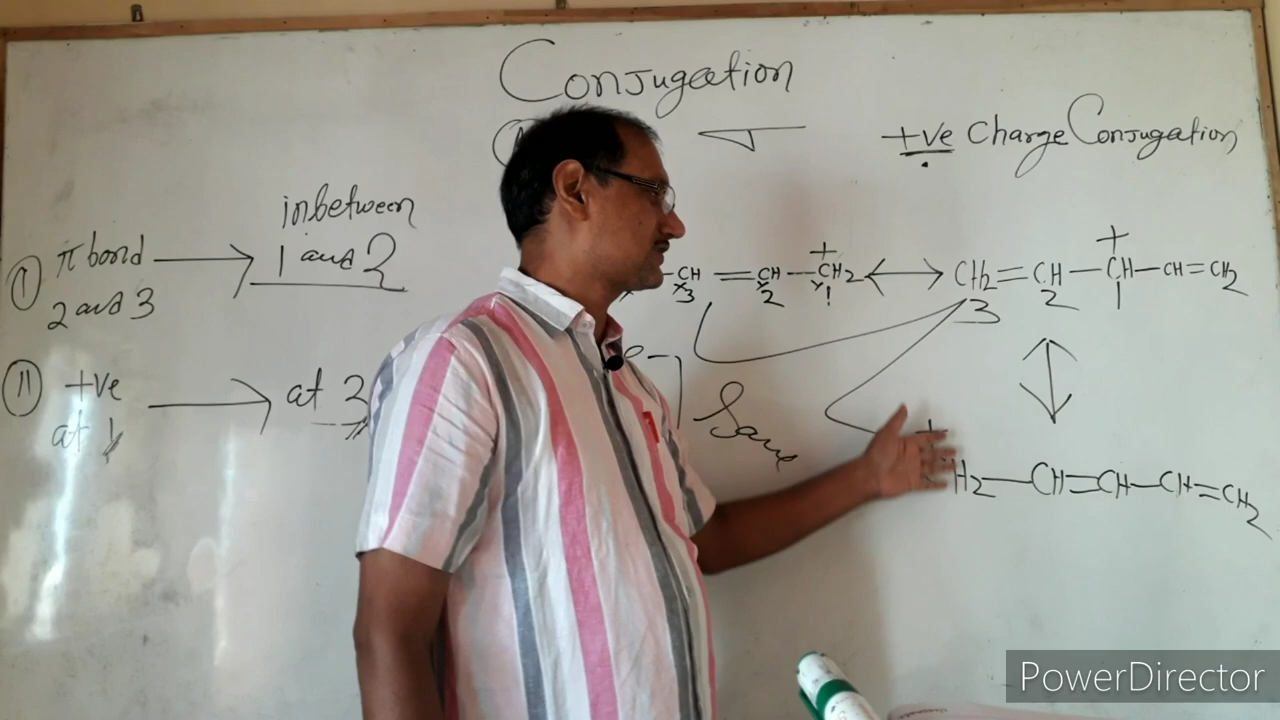 Conjugation
+ve Charge Conjugation
inbetween
I π bond → 1 and 2
2 and 3
II +ve → at 3
at 1
CH = CH - CH2 ↔ CH2 = CH - CH - CH = CH2
+ +
3 2 1 3 2 1
Same
H2 - CH = CH - CH = CH2
PowerDirector